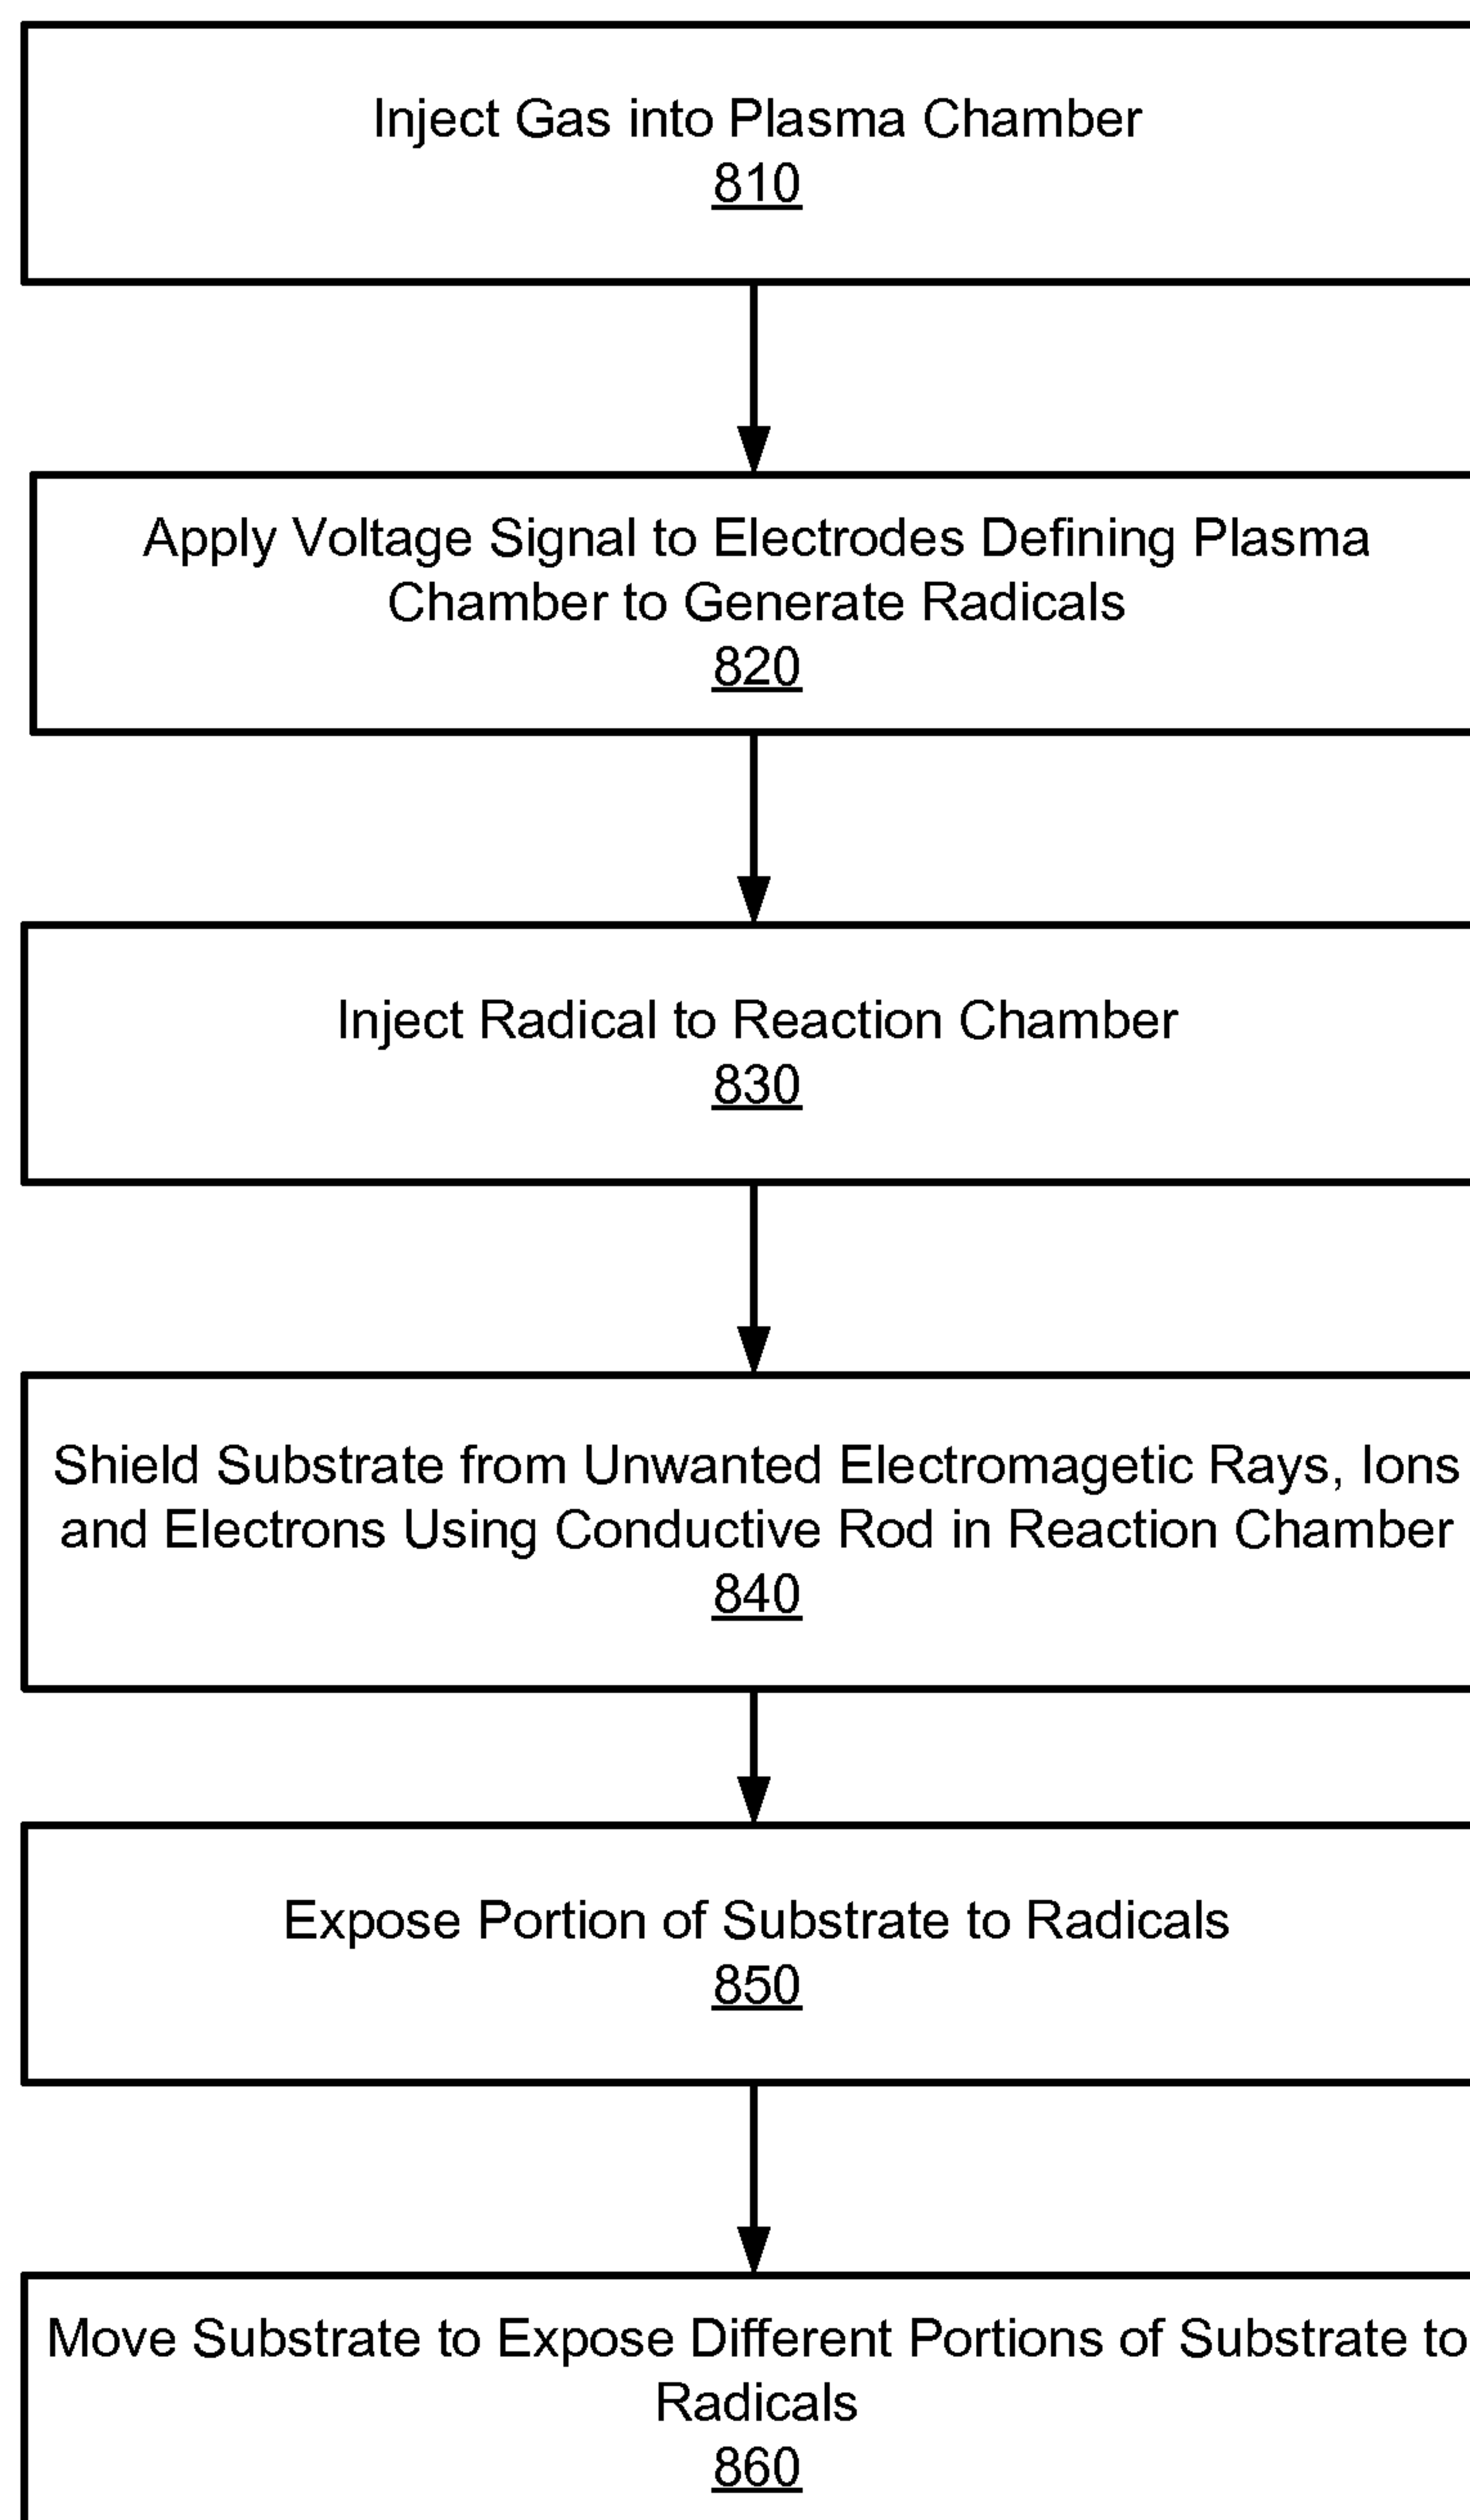 Inject Gas into Plasma Chamber
810
Apply Voltage Signal to Electrodes Defining Plasma
Chamber to Generate Radicals
820
Inject Radical to Reaction Chamber
830
Shield Substrate from Unwanted Electromagetic Rays, Ions
and Electrons Using Conductive Rod in Reaction Chamber
840
Expose Portion of Substrate to Radicals
850
Move Substrate to Expose Different Portions of Substrate to
Radicals
860